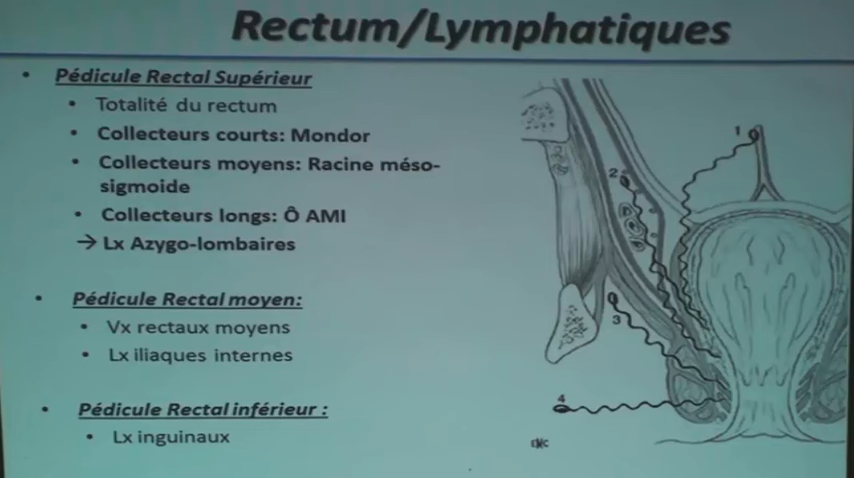 Rectum/Lymphatiques
• Pédicule Rectal Supérieur
• Totalité du rectum
• Collecteurs courts: Mondor
• Collecteurs moyens: Racine méso-
sigmoide
• Collecteurs longs: Ô AMI
→ Lx Azygo-lombaires
• Pédicule Rectal moyen:
• Vx rectaux moyens
• Lx iliaques internes
• Pédicule Rectal inférieur :
• Lx inguinaux
1
2
3
4
EMC